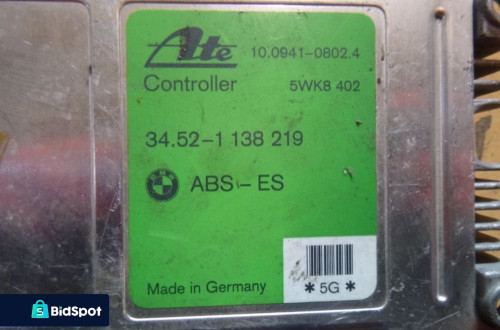 Ate 10.0941-0802.4
Controller 5WK8 402
34.52-1 138 219
ABS-ES
Made in Germany * 5G *
BidSpot